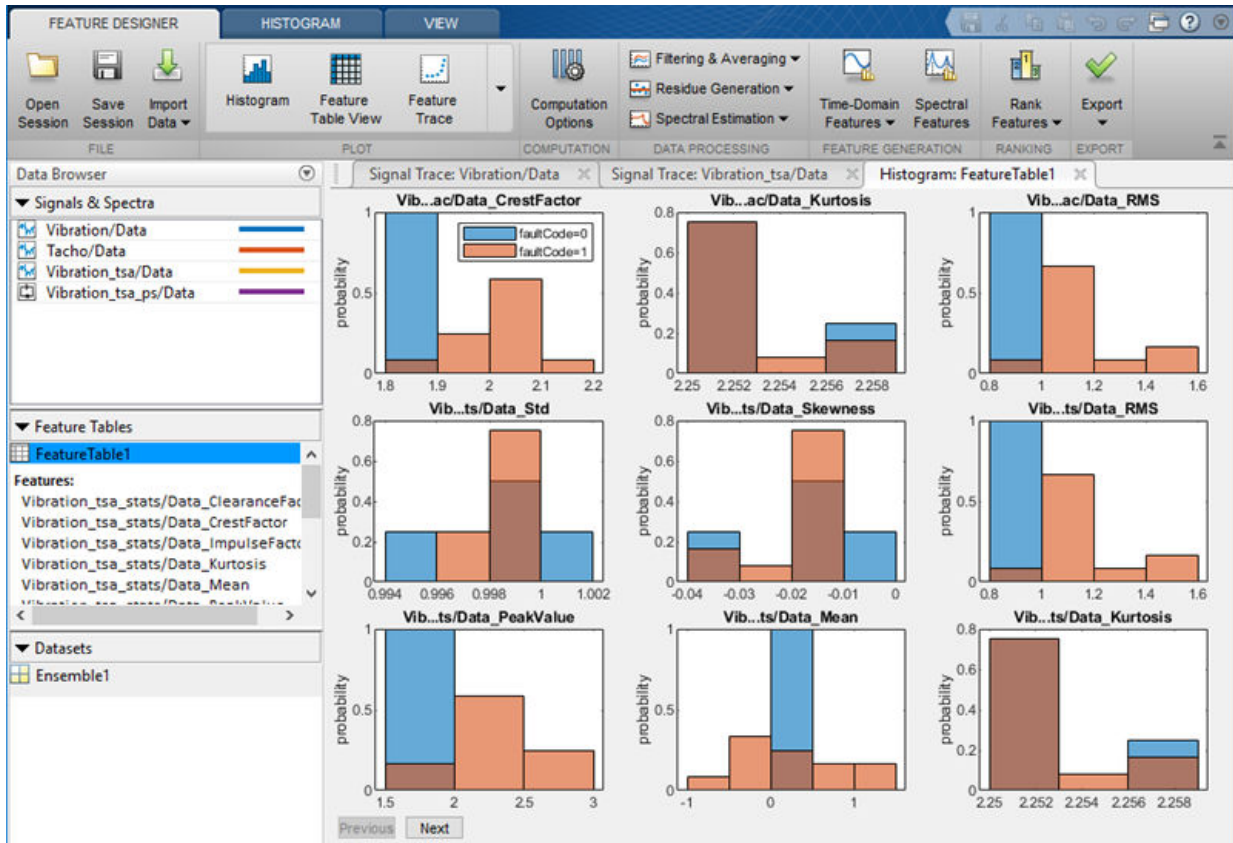 FEATURE DESIGNER HISTOGRAM VIEW
Open Session Save Session Import Data Histogram Feature Table View Feature Trace Computation Options Filtering & Averaging Residue Generation Spectral Estimation Time-Domain Features Spectral Features Rank Features Export
FILE PLOT COMPUTATION DATA PROCESSING FEATURE GENERATION RANKING EXPORT
Data Browser
Signals & Spectra
Vibration/Data
Tacho/Data
Vibration_tsa/Data
Vibration_tsa_ps/Data
Feature Tables
FeatureTable1
Features:
Vibration_tsa_stats/Data_ClearanceFac
Vibration_tsa_stats/Data_CrestFactor
Vibration_tsa_stats/Data_ImpulseFacto
Vibration_tsa_stats/Data_Kurtosis
Vibration_tsa_stats/Data_Mean
Datasets
Ensemble1
Signal Trace: Vibration/Data Signal Trace: Vibration_tsa/Data Histogram: FeatureTable1
Vib...ac/Data_CrestFactor
faultCode=0
faultCode=1
probability
1
0.5
0
1.8 1.9 2 2.1 2.2
Vib...ac/Data_Kurtosis
probability
0.8
0.6
0.4
0.2
0
2.25 2.252 2.254 2.256 2.258
Vib...ac/Data_RMS
probability
1
0.5
0
0.8 1 1.2 1.4 1.6
Vib...ts/Data_Std
probability
0.8
0.6
0.4
0.2
0
0.994 0.996 0.998 1 1.002
Vib...ts/Data_Skewness
probability
0.8
0.6
0.4
0.2
0
-0.04 -0.03 -0.02 -0.01 0
Vib...ts/Data_RMS
probability
1
0.5
0
0.8 1 1.2 1.4 1.6
Vib...ts/Data_PeakValue
probability
1
0.5
0
1.5 2 2.5 3
Vib...ts/Data_Mean
probability
1
0.5
0
-1 0 1
Vib...ts/Data_Kurtosis
probability
0.8
0.6
0.4
0.2
0
2.25 2.252 2.254 2.256 2.258
Previous Next